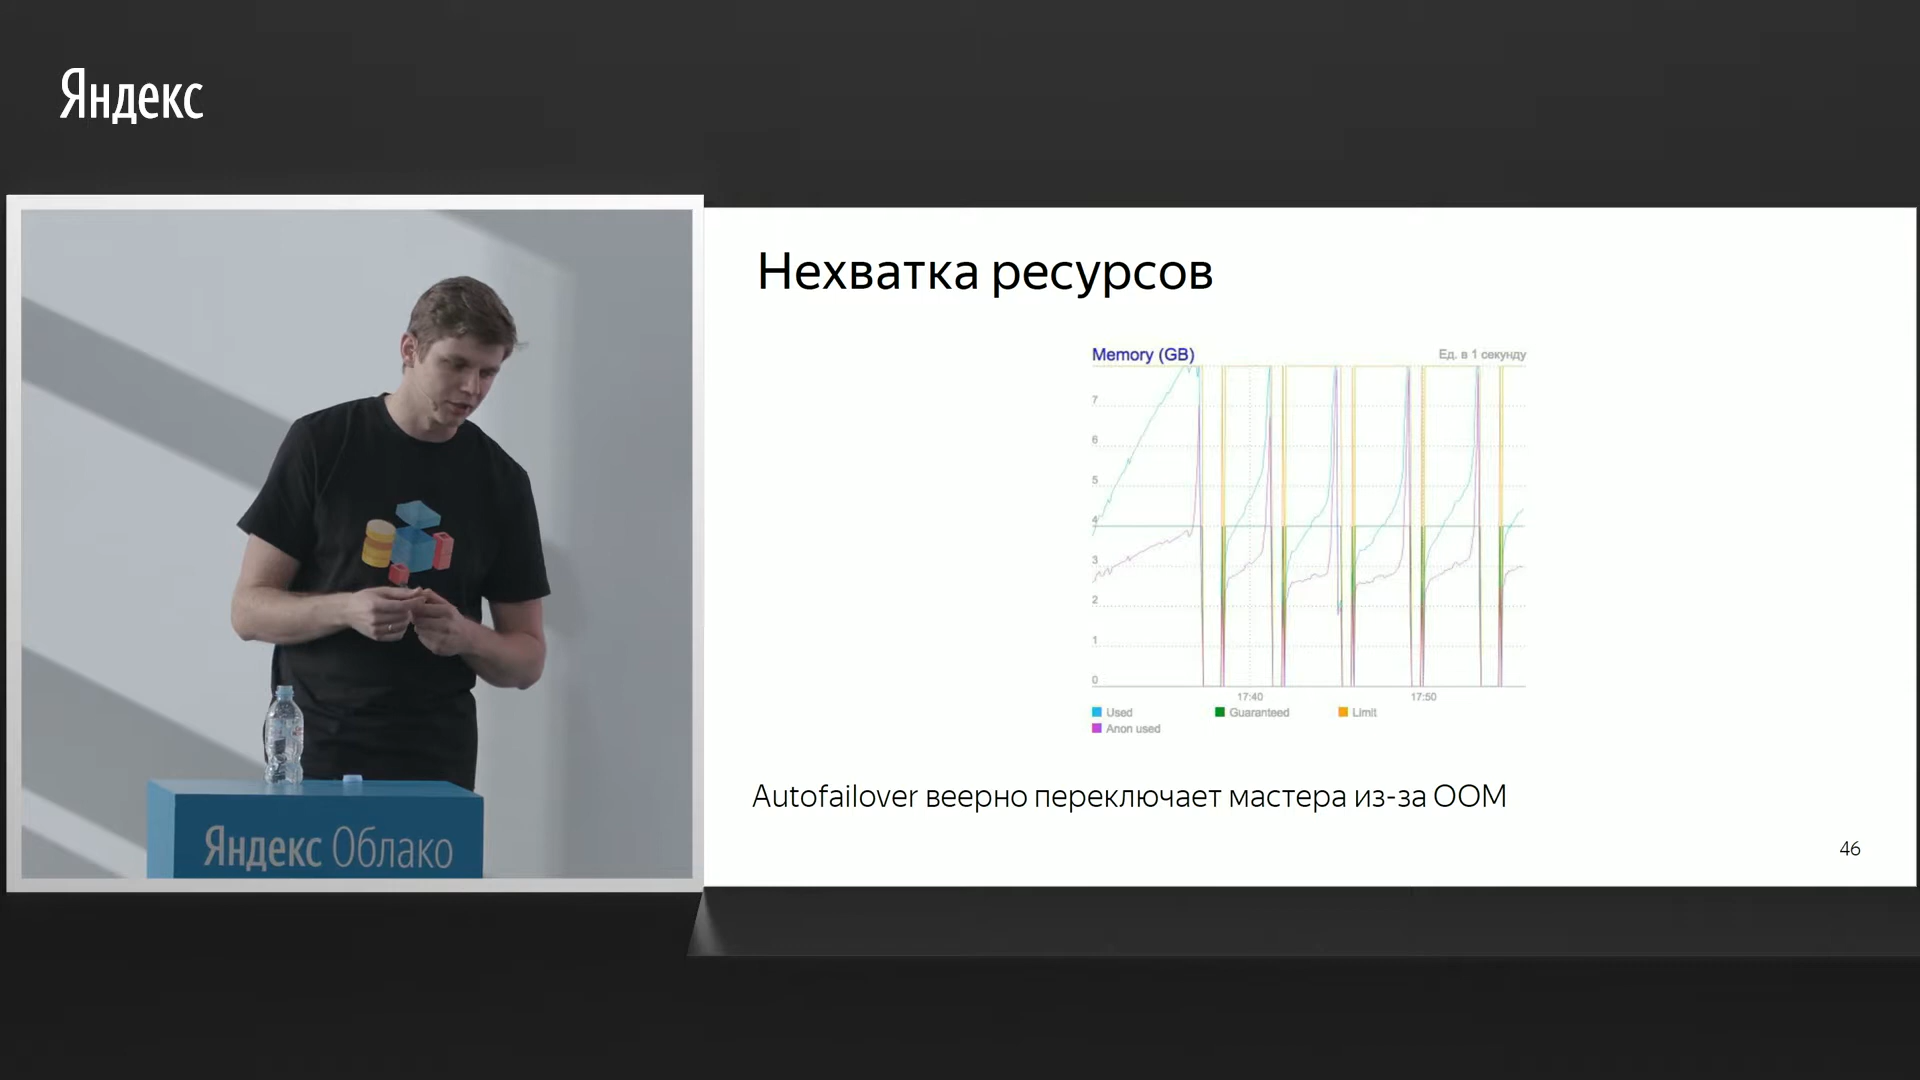 Яндекс
Нехватка ресурсов
Memory (GB)
Ед. в 1 секунду
7
6
5
4
3
2
1
0
17:40
17:50
Used
Guaranteed
Limit
Anon used
Autofailover веерно переключает мастера из-за OOM
46
Яндекс Облако